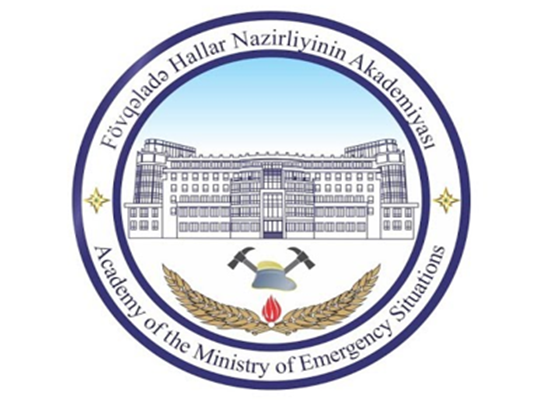 Fövqəladə Hallar Nazirliyinin Akademiyası
Academy of the Ministry of Emergency Situations